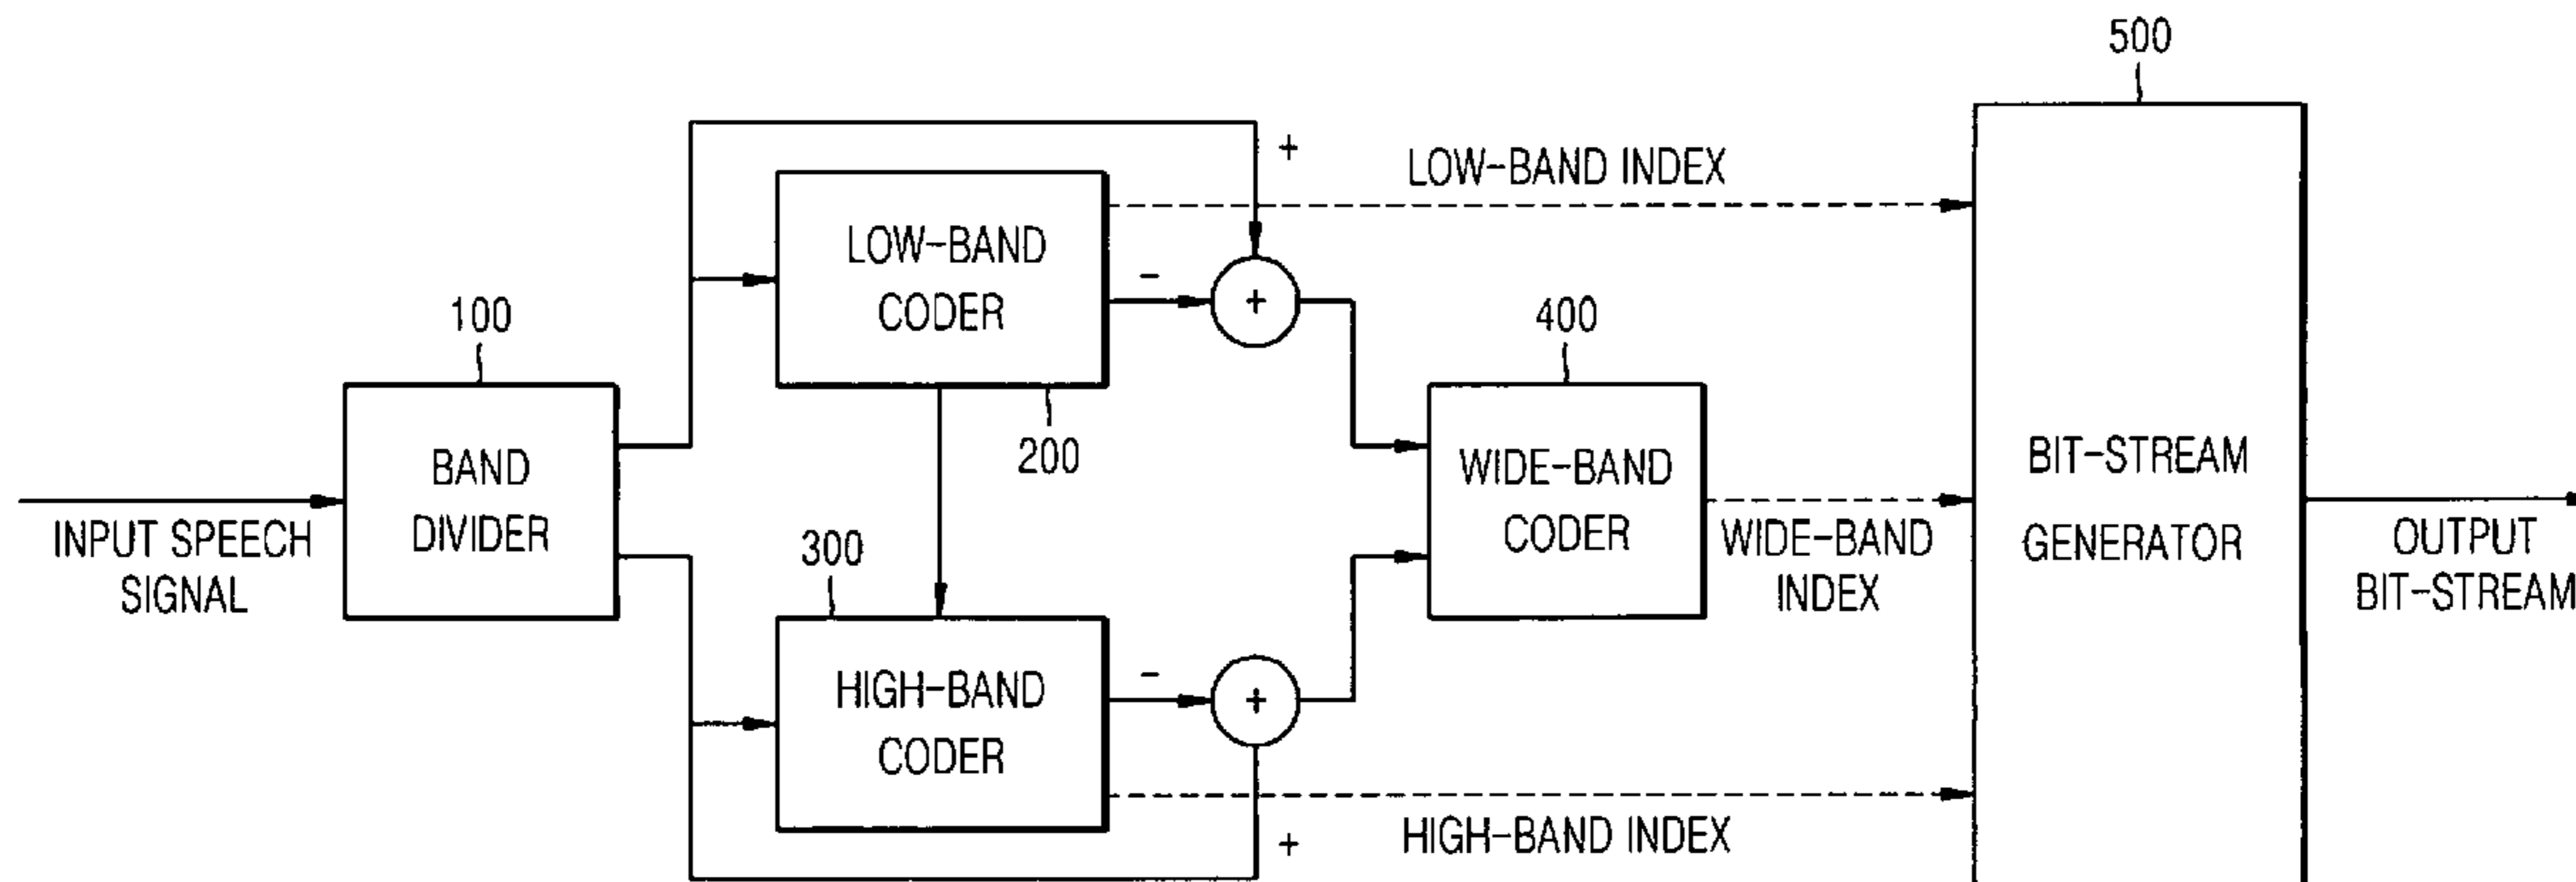 500
+
LOW-BAND INDEX
LOW-BAND
CODER
-
+
100
400
200
BAND
DIVIDER
WIDE-BAND
CODER
BIT-STREAM
GENERATOR
INPUT SPEECH
SIGNAL
300
WIDE-BAND
INDEX
OUTPUT
BIT-STREAM
HIGH-BAND
CODER
-
+
+
HIGH-BAND INDEX